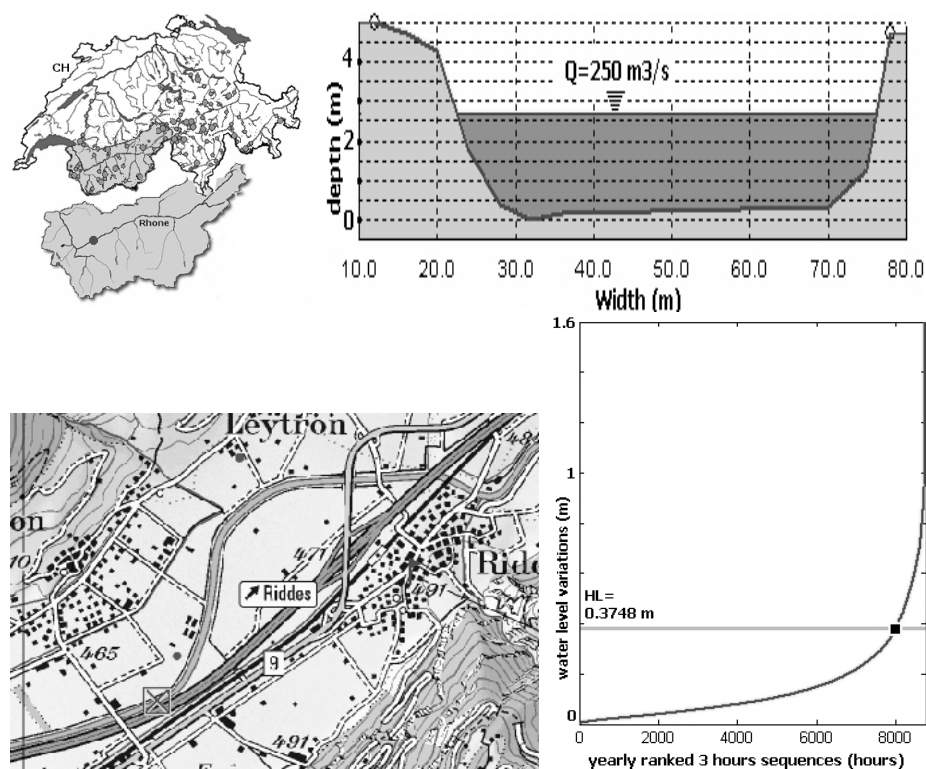 CH
Rhone
4
2
0
depth (m)
Q=250 m3/s
10.0 20.0 30.0 40.0 50.0 60.0 70.0 80.0
Width (m)
Leytron
on
471
Riddes
491
9
465
491
1.6
1
0
water level variations (m)
HL=
0.3748 m
0 2000 4000 6000 8000
yearly ranked 3 hours sequences (hours)